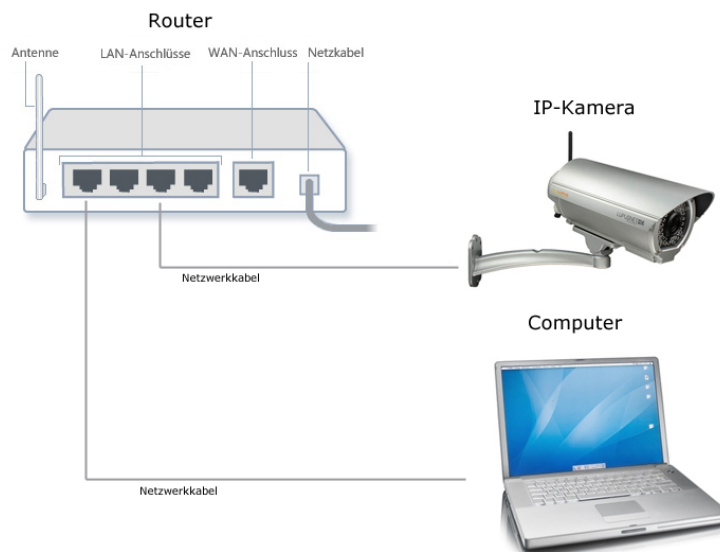 Router
Antenne
LAN-Anschlüsse
WAN-Anschluss
Netzkabel
IP-Kamera
Netzwerkkabel
Computer
Netzwerkkabel